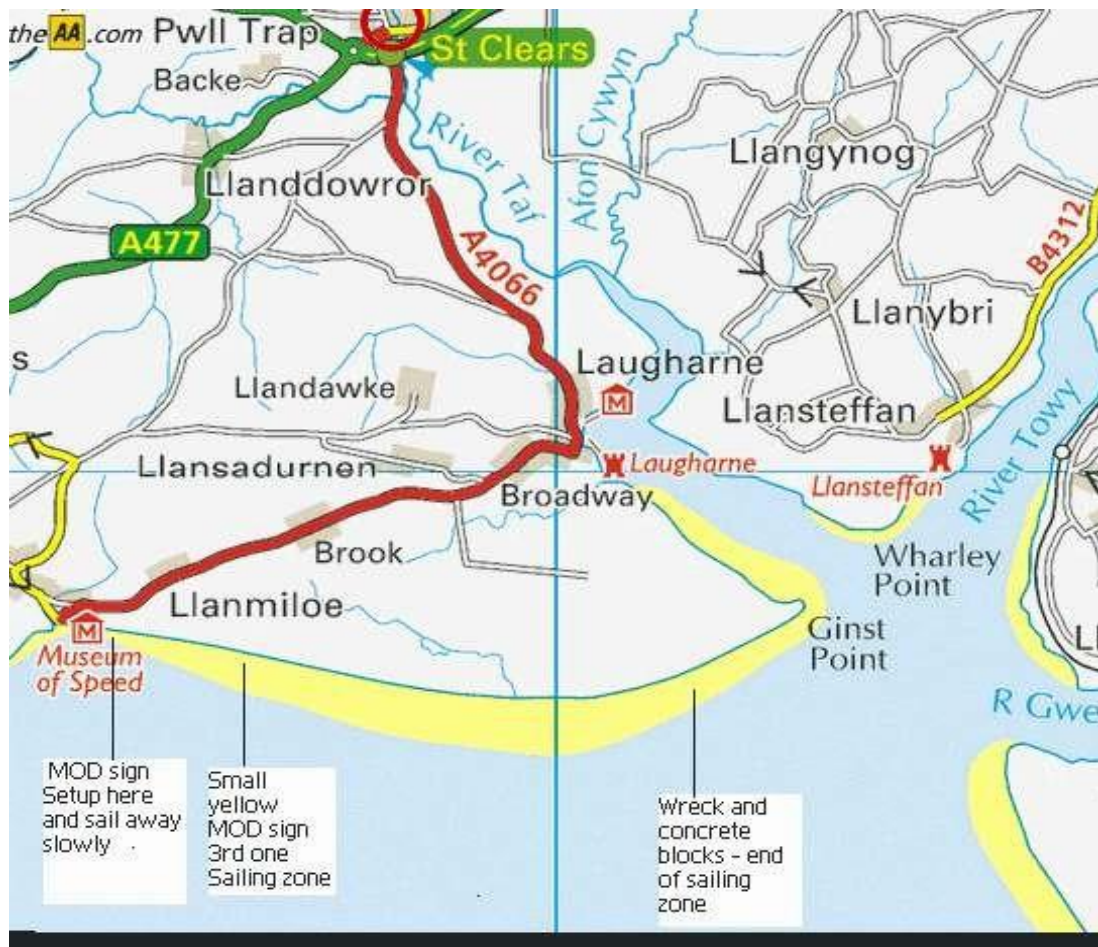 the AA .com
Pwll Trap
St Clears
Backe
River Taf
Afon Cywyn
Llangynog
Llanddowror
A477
A4066
B4312
Llanybri
s
Laugharne
M
Llandawke
Llansteffan
River Towy
Llansadurnen
Laugharne
Llansteffan
Broadway
Brook
Wharley
Point
Llanmiloe
M
Ginst
Point
Museum
of Speed
Ll
R Gwe
MOD sign
Setup here
and sail away
slowly .
Small
yellow
MOD sign
3rd one
Sailing zone
Wreck and
concrete
blocks - end
of sailing
zone